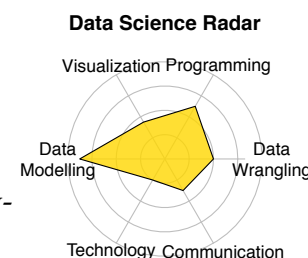 Data Science Radar
Visualization Programming
Data
Modelling
Data
Wrangling
-
Technology Communication